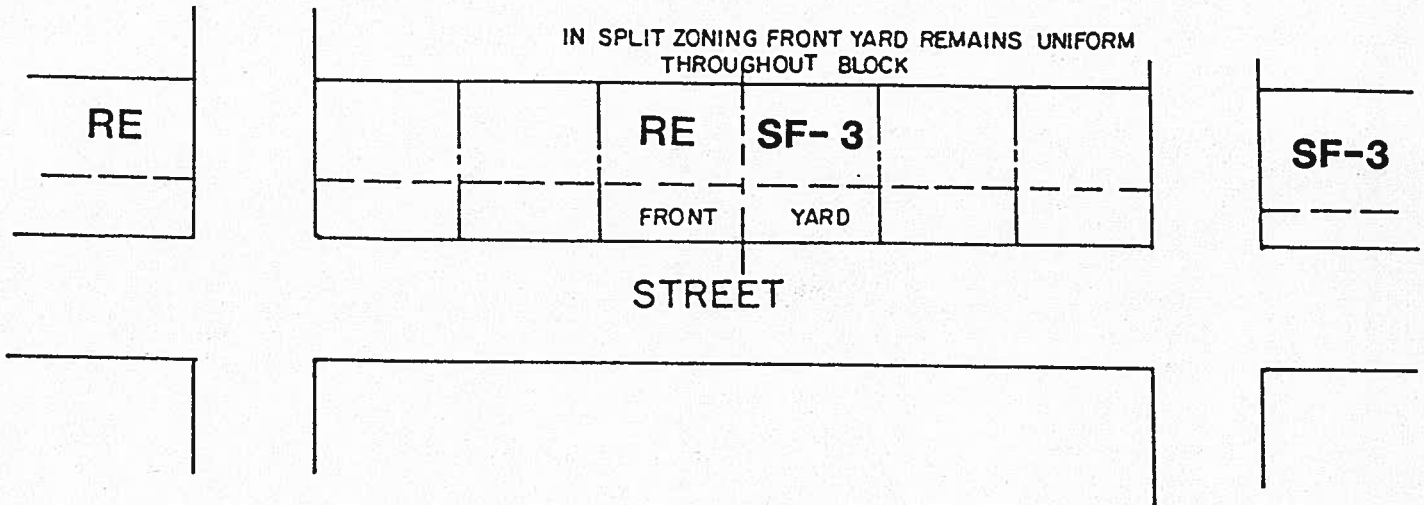 IN SPLIT ZONING FRONT YARD REMAINS UNIFORM
THROUGHOUT BLOCK
RE
RE
SF-3
SF-3
FRONT YARD
STREET